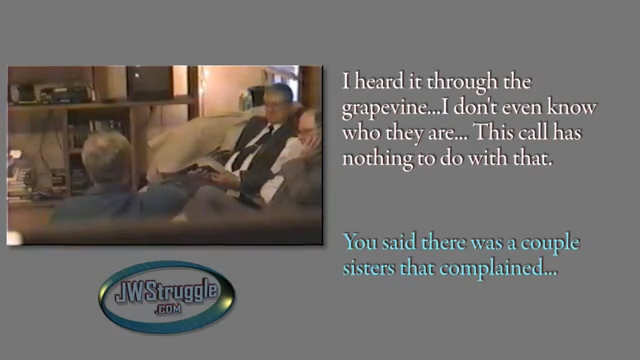 I heard it through the
grapevine...I don't even know
who they are... This call has
nothing to do with that.
You said there was a couple
sisters that complained...
JWStruggle
.COM